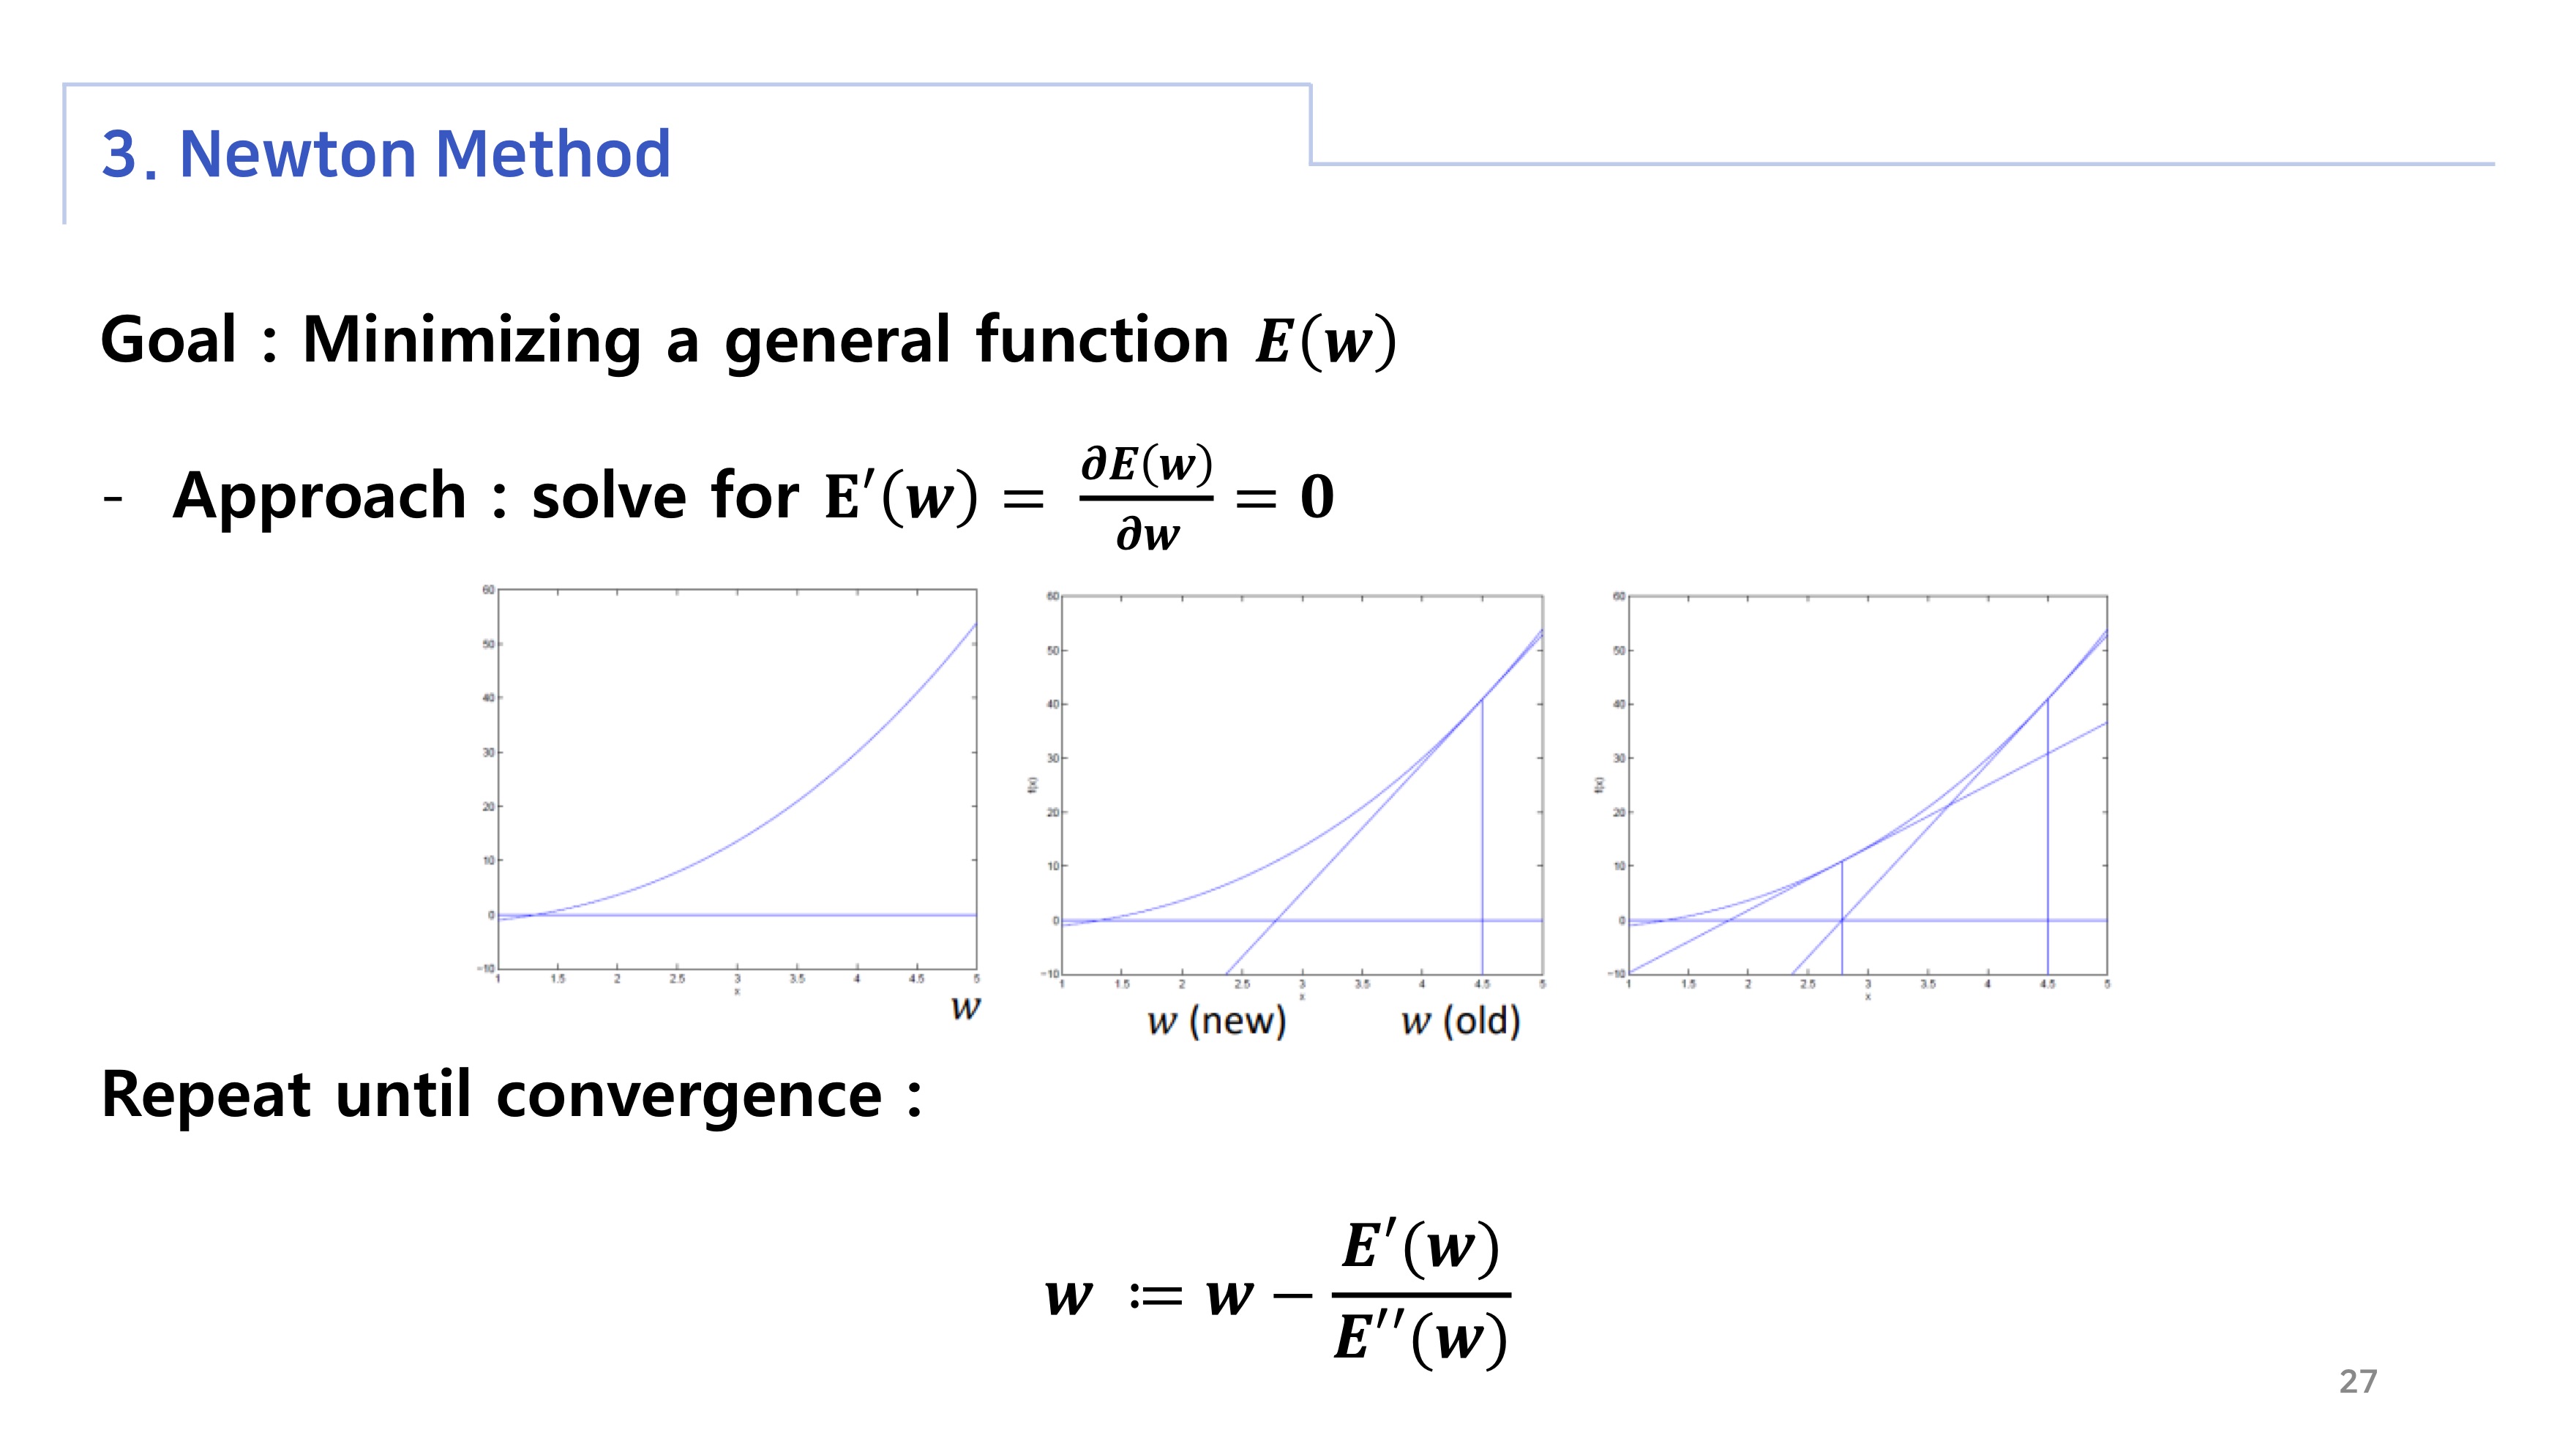 3. Newton Method
Goal : Minimizing a general function E(w)
- Approach : solve for E′(w) = ∂E(w)/∂w = 0
60
50
40
30
20
10
0
-10
1 1.5 2 2.5 3 3.5 4 4.5 5
x
w
60
50
40
f(x) 30
20
10
0
-10
1 1.5 2 2.5 3 3.5 4 4.5 5
x
w (new) w (old)
60
50
40
f(x) 30
20
10
0
-10
1 1.5 2 2.5 3 3.5 4 4.5 5
x
Repeat until convergence :
w := w − E′(w)/E′′(w)
27